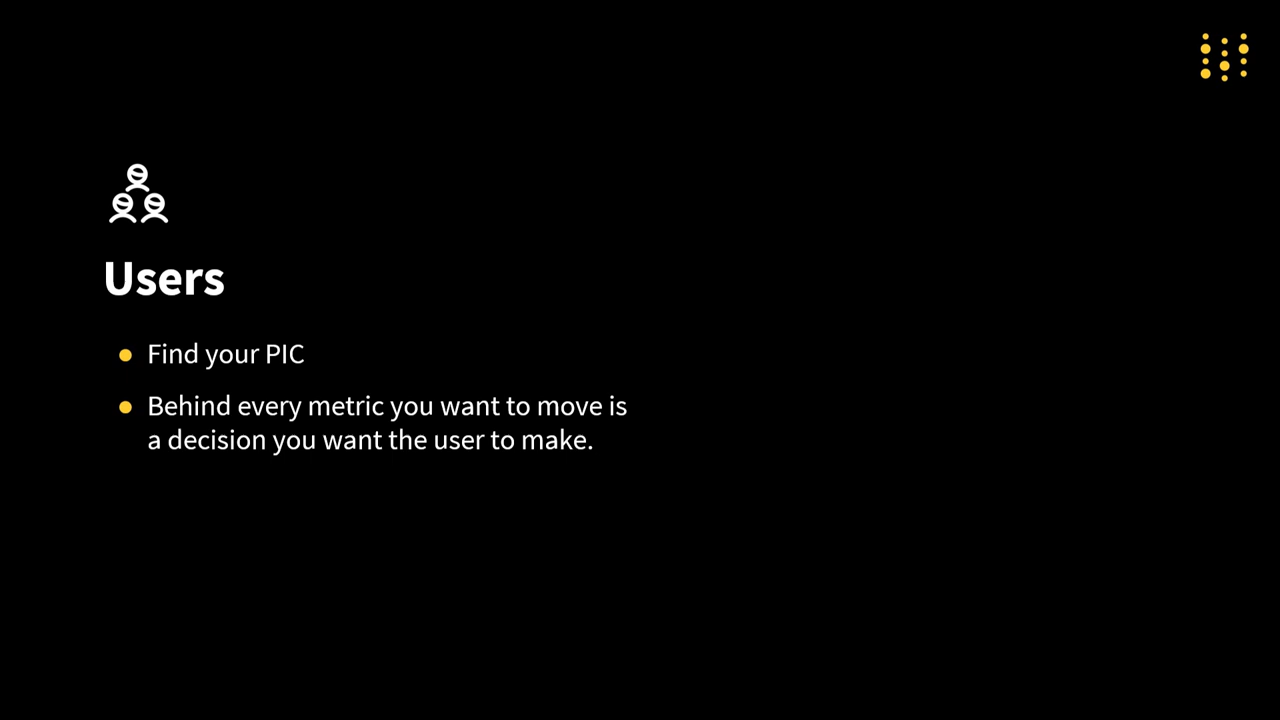 Users
Find your PIC
Behind every metric you want to move is
a decision you want the user to make.